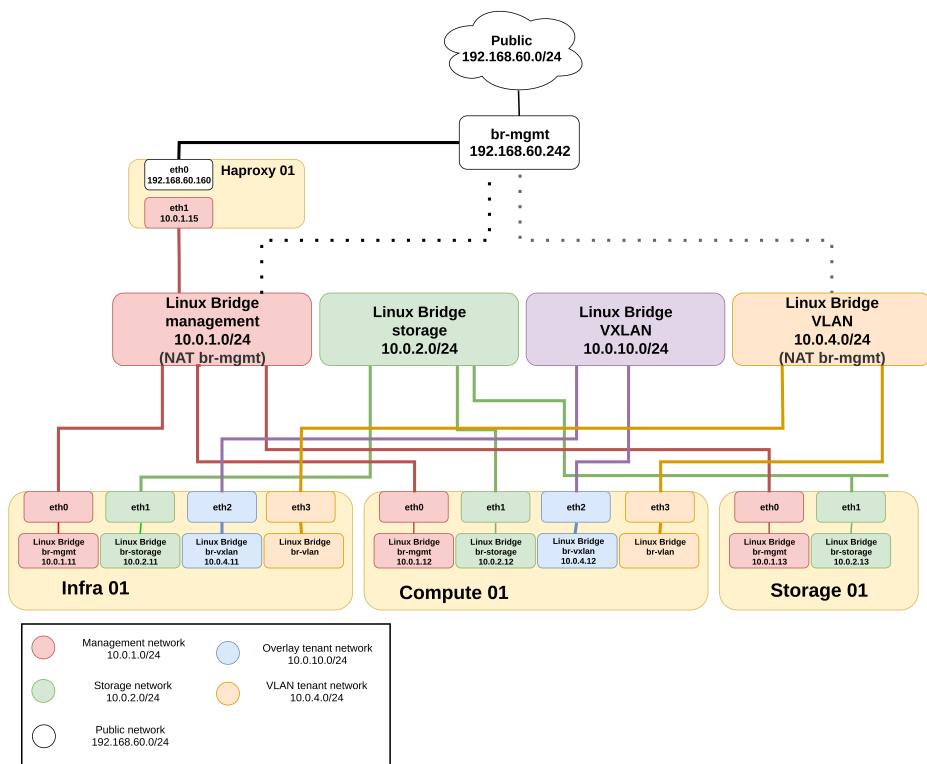 Public
192.168.60.0/24
br-mgmt
192.168.60.242
eth0
192.168.60.160
Haproxy 01
eth1
10.0.1.15
Linux Bridge
management
10.0.1.0/24
(NAT br-mgmt)
Linux Bridge
storage
10.0.2.0/24
Linux Bridge
VXLAN
10.0.10.0/24
Linux Bridge
VLAN
10.0.4.0/24
(NAT br-mgmt)
eth0
eth1
eth2
eth3
Linux Bridge
br-mgmt
10.0.1.11
Linux Bridge
br-storage
10.0.2.11
Linux Bridge
br-vxlan
10.0.4.11
Linux Bridge
br-vlan
Infra 01
eth0
eth1
eth2
eth3
Linux Bridge
br-mgmt
10.0.1.12
Linux Bridge
br-storage
10.0.2.12
Linux Bridge
br-vxlan
10.0.4.12
Linux Bridge
br-vlan
Compute 01
eth0
eth1
Linux Bridge
br-mgmt
10.0.1.13
Linux Bridge
br-storage
10.0.2.13
Storage 01
Management network
10.0.1.0/24
Overlay tenant network
10.0.10.0/24
Storage network
10.0.2.0/24
VLAN tenant network
10.0.4.0/24
Public network
192.168.60.0/24